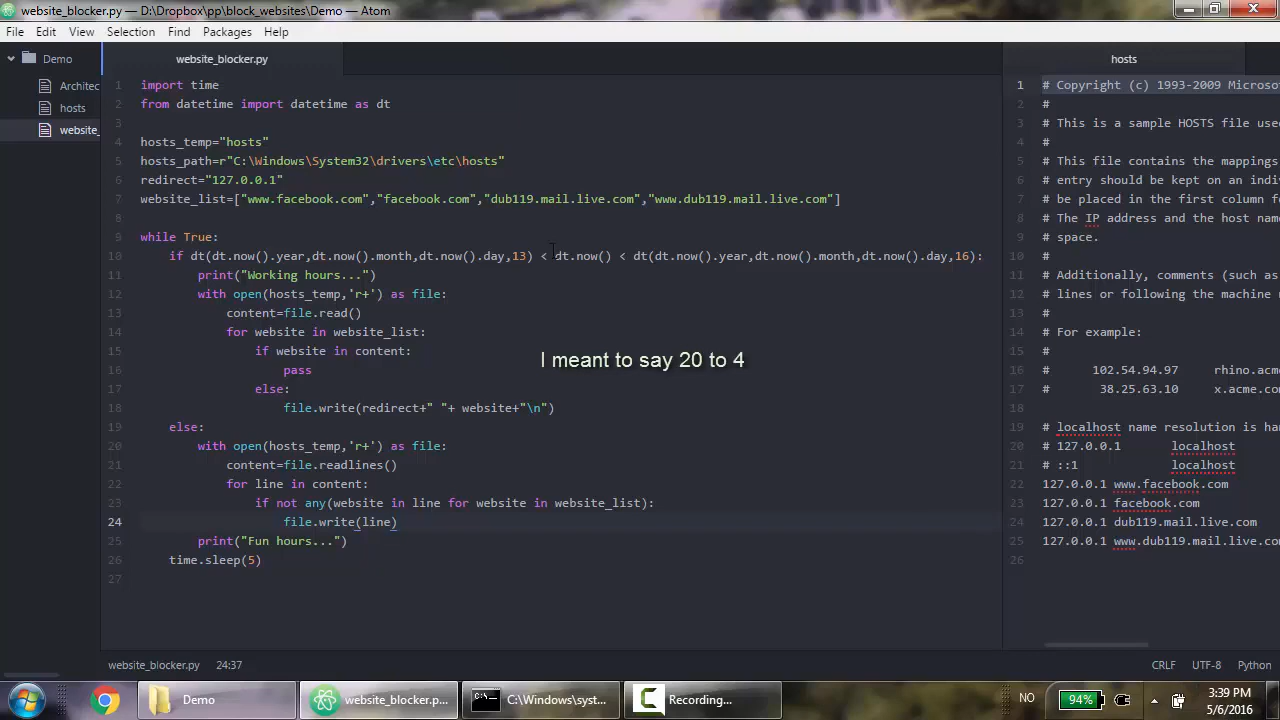 website_blocker.py — D:\Dropbox\pp\block_websites\Demo — Atom
File Edit View Selection Find Packages Help
Demo
Architec
hosts
website_
website_blocker.py
1 import time
2 from datetime import datetime as dt
3
4 hosts_temp="hosts"
5 hosts_path=r"C:\Windows\System32\drivers\etc\hosts"
6 redirect="127.0.0.1"
7 website_list=["www.facebook.com","facebook.com","dub119.mail.live.com","www.dub119.mail.live.com"]
8
9 while True:
10 if dt(dt.now().year,dt.now().month,dt.now().day,13) < dt.now() < dt(dt.now().year,dt.now().month,dt.now().day,16):
11 print("Working hours...")
12 with open(hosts_temp,'r+') as file:
13 content=file.read()
14 for website in website_list:
15 if website in content:
16 pass
17 else:
18 file.write(redirect+" "+ website+"\n")
19 else:
20 with open(hosts_temp,'r+') as file:
21 content=file.readlines()
22 for line in content:
23 if not any(website in line for website in website_list):
24 file.write(line)
25 print("Fun hours...")
26 time.sleep(5)
27
I meant to say 20 to 4
hosts
1 # Copyright (c) 1993-2009 Microso
2 #
3 # This is a sample HOSTS file use
4 #
5 # This file contains the mappings
6 # entry should be kept on an indi
7 # be placed in the first column f
8 # The IP address and the host nam
9 # space.
10 #
11 # Additionally, comments (such as
12 # lines or following the machine n
13 #
14 # For example:
15 #
16 # 102.54.94.97 rhino.acme
17 # 38.25.63.10 x.acme.com
18
19 # localhost name resolution is han
20 # 127.0.0.1 localhost
21 # ::1 localhost
22 127.0.0.1 www.facebook.com
23 127.0.0.1 facebook.com
24 127.0.0.1 dub119.mail.live.com
25 127.0.0.1 www.dub119.mail.live.com
26
website_blocker.py 24:37
CRLF UTF-8 Python
Demo
website_blocker.p...
C:\Windows\syst...
Recording...
NO
94%
3:39 PM
5/6/2016